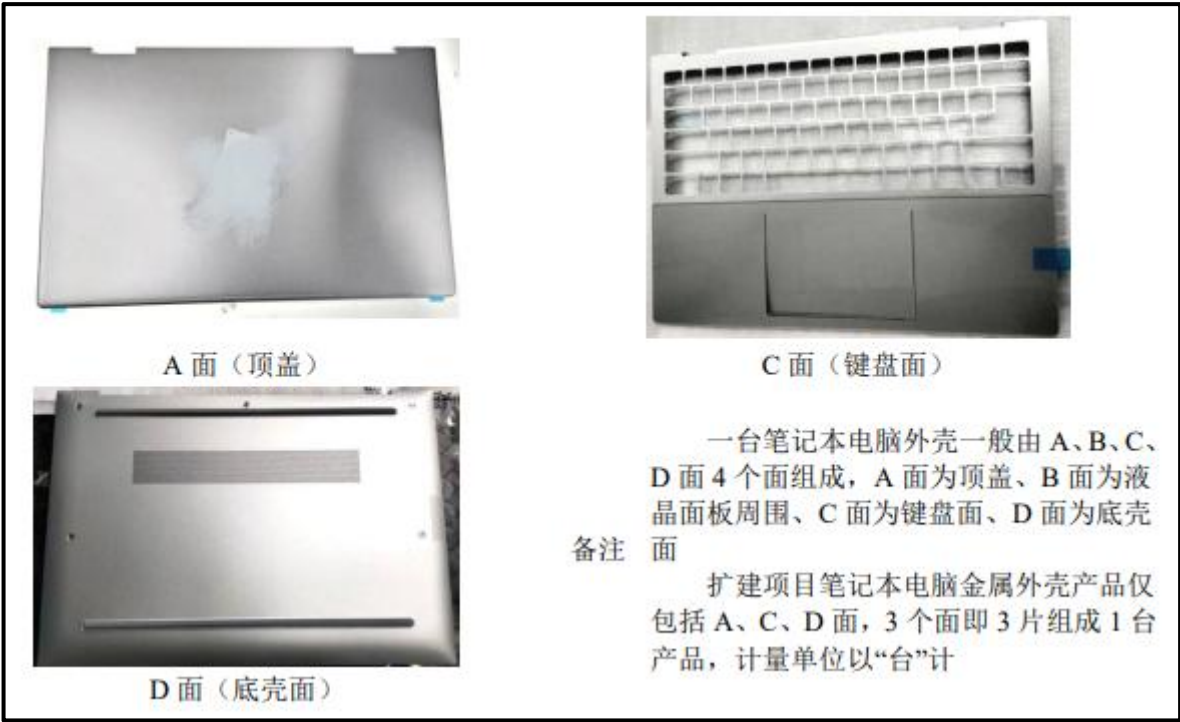 A 面（顶盖）
C 面（键盘面）
D 面（底壳面）
备注
一台笔记本电脑外壳一般由 A、B、C、
D 面 4 个面组成，A 面为顶盖、B 面为液
晶面板周围、C 面为键盘面、D 面为底壳
面
扩建项目笔记本电脑金属外壳产品仅
包括 A、C、D 面，3 个面即 3 片组成 1 台
产品，计量单位以“台”计